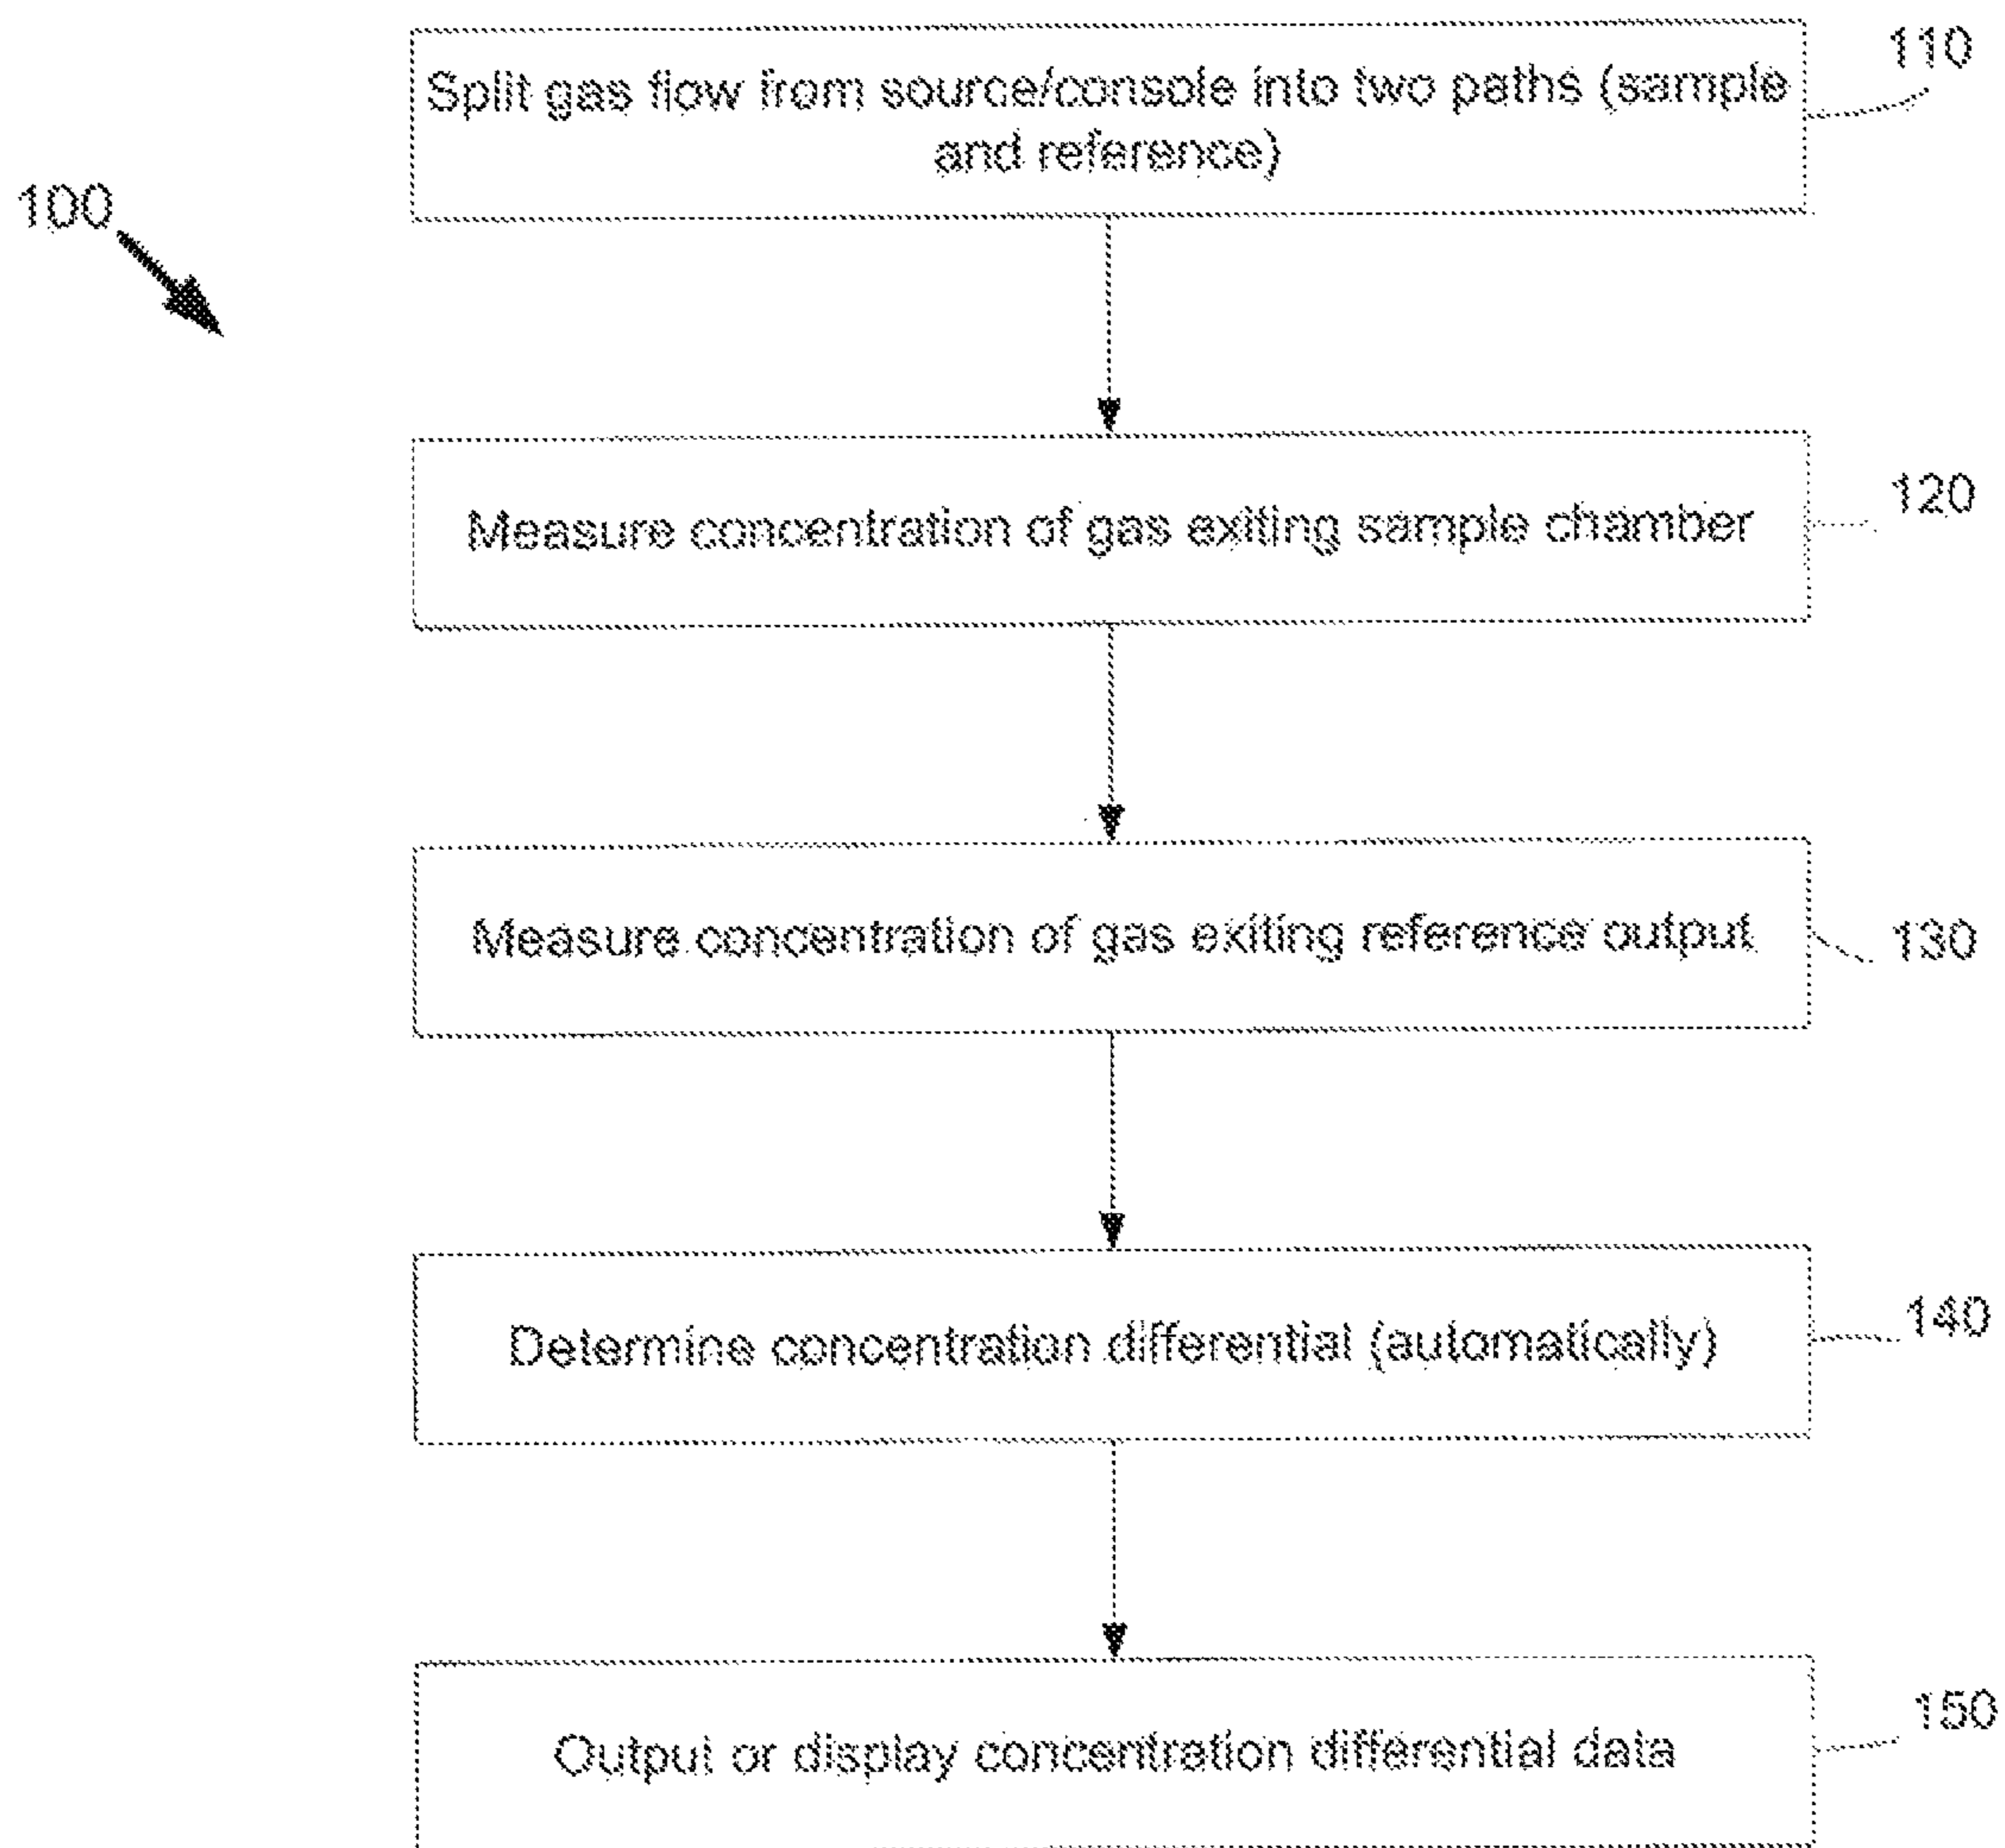 110
Split gas flow from source/console into two paths (sample
and reference)
100
120
Measure concentration of gas exiting sample chamber
130
Measure concentration of gas exiting reference output
140
Determine concentration differential (automatically)
150
Output or display concentration differential data